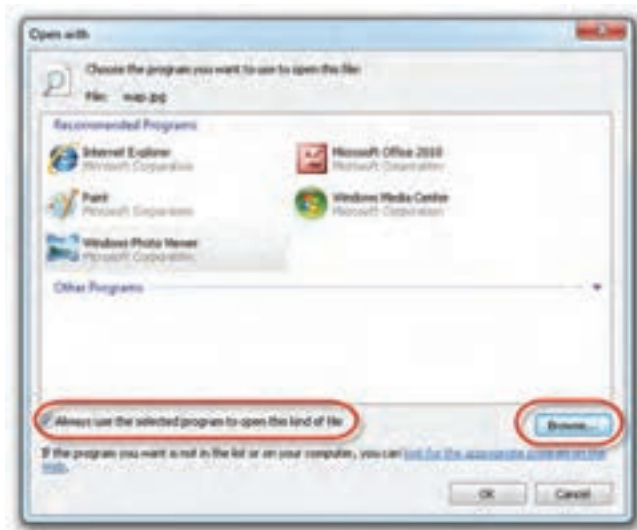 Open with
Choose the program you want to use to open this file:
File: wap.jpg
Recommended Programs
Internet Explorer
Microsoft Corporation
Microsoft Office 2010
Microsoft Corporation
Paint
Microsoft Corporation
Windows Media Center
Microsoft Corporation
Windows Photo Viewer
Microsoft Corporation
Other Programs
Always use the selected program to open this kind of file
Browse...
If the program you want is not in the list or on your computer, you can look for the appropriate program on the
Web.
OK
Cancel